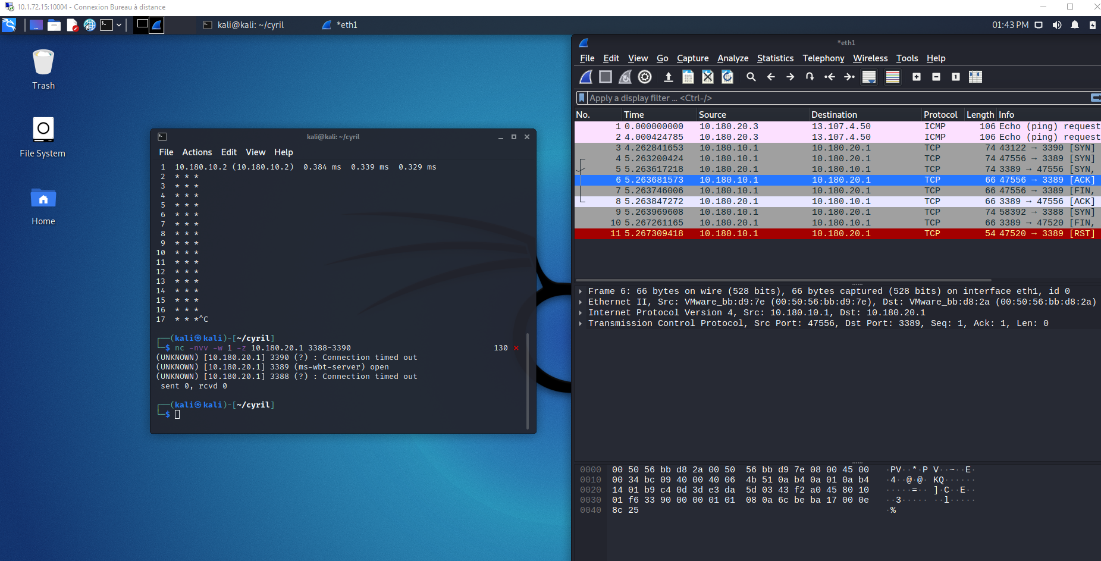 10.1.72.15:10004 - Connexion Bureau à distance
kali@kali: ~/cyril
*eth1
01:43 PM
Trash
File System
Home
kali@kali: ~/cyril
File Actions Edit View Help
1 10.180.10.2 (10.180.10.2) 0.384 ms 0.339 ms 0.329 ms
2 * * *
3 * * *
4 * * *
5 * * *
6 * * *
7 * * *
8 * * *
9 * * *
10 * * *
11 * * *
12 * * *
13 * * *
14 * * *
15 * * *
16 * * *
17 * * *^C
(kali㉿kali)-[~/cyril]
$ nc -nvv -w 1 -z 10.180.20.1 3388-3390
130 ×
(UNKNOWN) [10.180.20.1] 3390 (?) : Connection timed out
(UNKNOWN) [10.180.20.1] 3389 (ms-wbt-server) open
(UNKNOWN) [10.180.20.1] 3388 (?) : Connection timed out
sent 0, rcvd 0
(kali㉿kali)-[~/cyril]
$
*eth1
File Edit View Go Capture Analyze Statistics Telephony Wireless Tools Help
Apply a display filter ... <Ctrl-/>
No. Time Source Destination Protocol Length Info
1 0.000000000 10.180.20.3 13.107.4.50 ICMP 106 Echo (ping) request
2 4.000424785 10.180.20.3 13.107.4.50 ICMP 106 Echo (ping) request
3 4.262841653 10.180.10.1 10.180.20.1 TCP 74 43122 → 3390 [SYN]
4 5.263200424 10.180.10.1 10.180.20.1 TCP 74 47556 → 3389 [SYN]
5 5.263617218 10.180.20.1 10.180.10.1 TCP 74 3389 → 47556 [SYN,
6 5.263681573 10.180.10.1 10.180.20.1 TCP 66 47556 → 3389 [ACK]
7 5.263746006 10.180.10.1 10.180.20.1 TCP 66 47556 → 3389 [FIN,
8 5.263847272 10.180.20.1 10.180.10.1 TCP 66 3389 → 47556 [ACK]
9 5.263969608 10.180.10.1 10.180.20.1 TCP 74 58392 → 3388 [SYN]
10 5.267261165 10.180.20.1 10.180.10.1 TCP 66 3389 → 47520 [FIN,
11 5.267309418 10.180.10.1 10.180.20.1 TCP 54 47520 → 3389 [RST]
Frame 6: 66 bytes on wire (528 bits), 66 bytes captured (528 bits) on interface eth1, id 0
Ethernet II, Src: VMware_bb:d9:7e (00:50:56:bb:d9:7e), Dst: VMware_bb:d8:2a (00:50:56:bb:d8:2a)
Internet Protocol Version 4, Src: 10.180.10.1, Dst: 10.180.20.1
Transmission Control Protocol, Src Port: 47556, Dst Port: 3389, Seq: 1, Ack: 1, Len: 0
0000 00 50 56 bb d8 2a 00 50 56 bb d9 7e 08 00 45 00 ·PV··*·P V··~··E·
0010 00 34 bc 09 40 00 40 06 4b 51 0a b4 0a 01 0a b4 ·4··@·@· KQ······
0020 14 01 b9 c4 0d 3d e3 da 5d 03 43 f2 a0 45 80 10 ·····=·· ]·C··E··
0030 01 f6 33 90 00 00 01 01 08 0a 6c be ba 17 00 0e ··3····· ··l·····
0040 8c 25 ·%